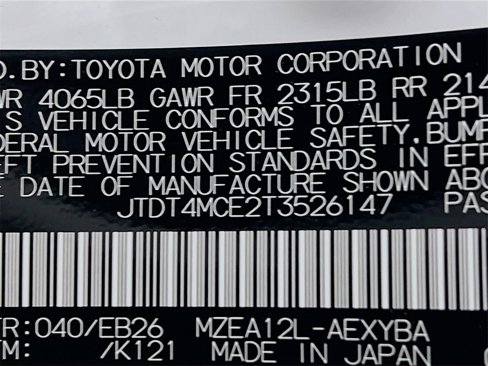 D.BY:TOYOTA MOTOR CORPORATION
WR 4065LB GAWR FR 2315LB RR 214
S VEHICLE CONFORMS TO ALL APPL
DERAL MOTOR VEHICLE SAFETY,BUMP
EFT PREVENTION STANDARDS IN EFF
E DATE OF MANUFACTURE SHOWN ABO
JTDT4MCE2T3526147 PAS
TR:040/EB26 MZEA12L-AEXYBA
TM: /K121 MADE IN JAPAN